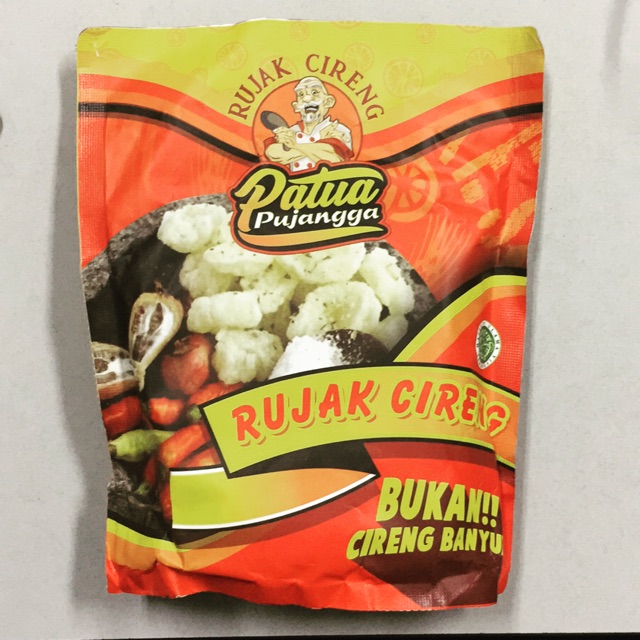 RUJAK CIRENG
Patua
Pujangga
RUJAK CIRENG
BUKAN!!
CIRENG BANYU